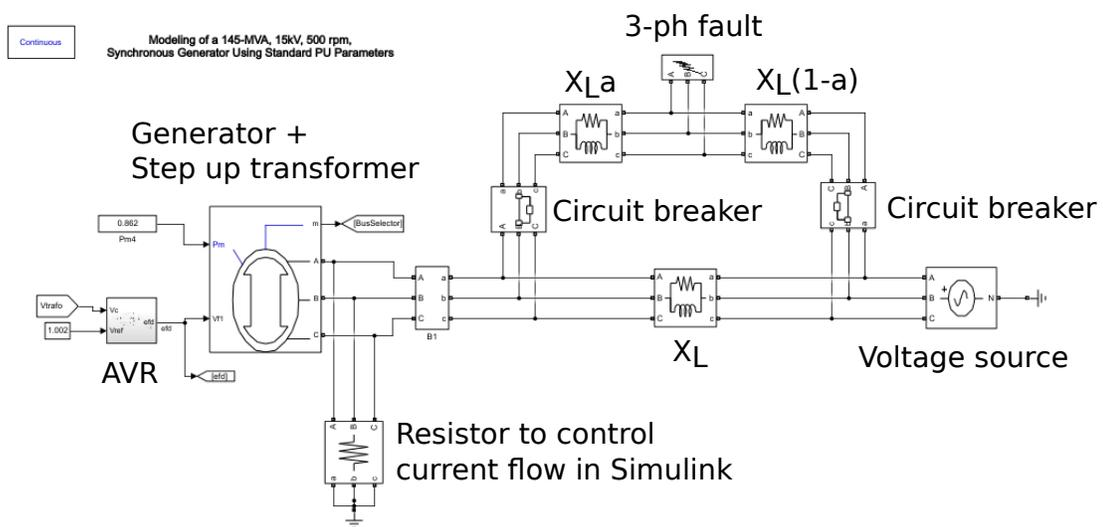 3-ph fault
Continuous
Modeling of a 145-MVA, 15kV, 500 rpm,
Synchronous Generator Using Standard PU Parameters
A B C
XLa
XL(1-a)
A a
B b
C c
a A
b B
c C
Generator +
Step up transformer
a b c
A B C
Circuit breaker
C B A
c b a
Circuit breaker
0.862
Pm4
Pm
m
[BusSelector]
A
B
C
Vf1
Vtrafo
1.002
Vc
Vref
efd
efd
[efd]
AVR
A a
B b
C c
B1
A a
B b
C c
XL
A
B
C
+
N
Voltage source
A B C
a b c
Resistor to control
current flow in Simulink